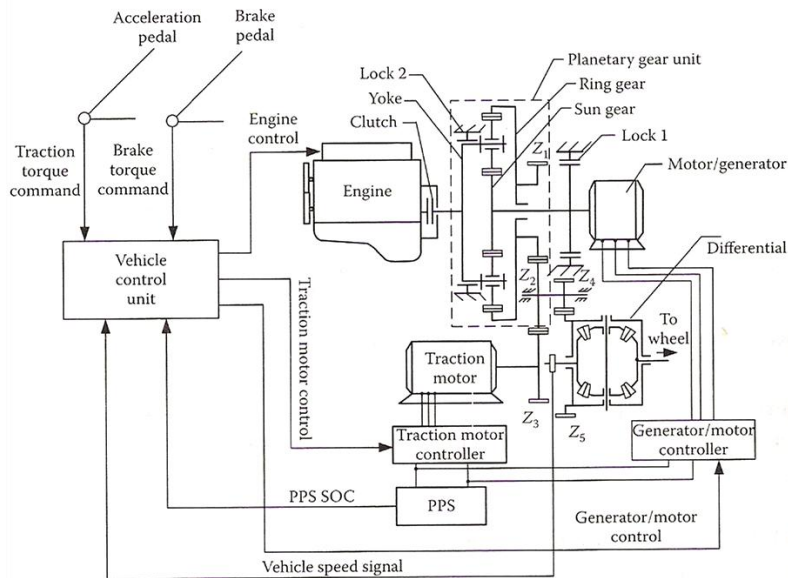 Acceleration
pedal
Brake
pedal
Planetary gear unit
Lock 2
Ring gear
Yoke
Sun gear
Engine
control
Clutch
Lock 1
Traction
torque
command
Brake
torque
command
Z1
Motor/generator
Engine
Differential
Vehicle
control
unit
Z2
Z4
To
wheel
Traction motor
control
Traction
motor
Z3
Z5
Traction motor
controller
Generator/motor
controller
PPS SOC
PPS
Generator/motor
control
Vehicle speed signal